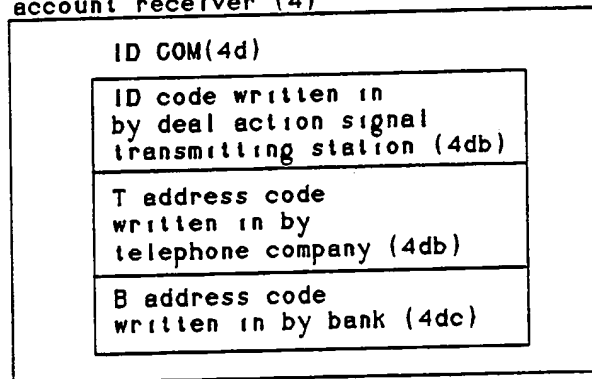 account receiver (4)
ID COM(4d)
ID code written in
by deal action signal
transmitting station (4db)
T address code
written in by
telephone company (4db)
B address code
written in by bank (4dc)